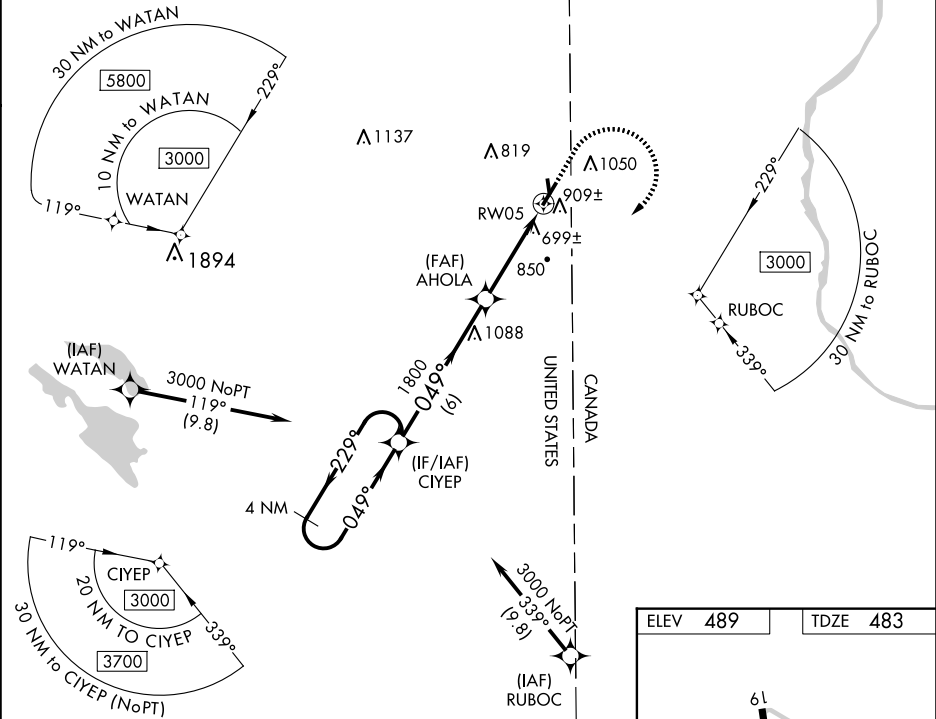 30 NM to WATAN
5800
229°
10 NM to WATAN
3000
WATAN
119°
1894
1137
819
1050
RW05
909±
699±
850
(FAF)
AHOLA
1088
229°
3000
RUBOC
339°
30 NM to RUBOC
(IAF)
WATAN
3000 NoPT
119°
(9.8)
1800
049°
(6)
UNITED STATES
CANADA
(IF/IAF)
CIYEP
229°
049°
4 NM
119°
CIYEP
3000
20 NM TO CIYEP
339°
3700
30 NM to CIYEP (NoPT)
3000 NoPT
339°
(9.8)
(IAF)
RUBOC
ELEV 489
TDZE 483
19